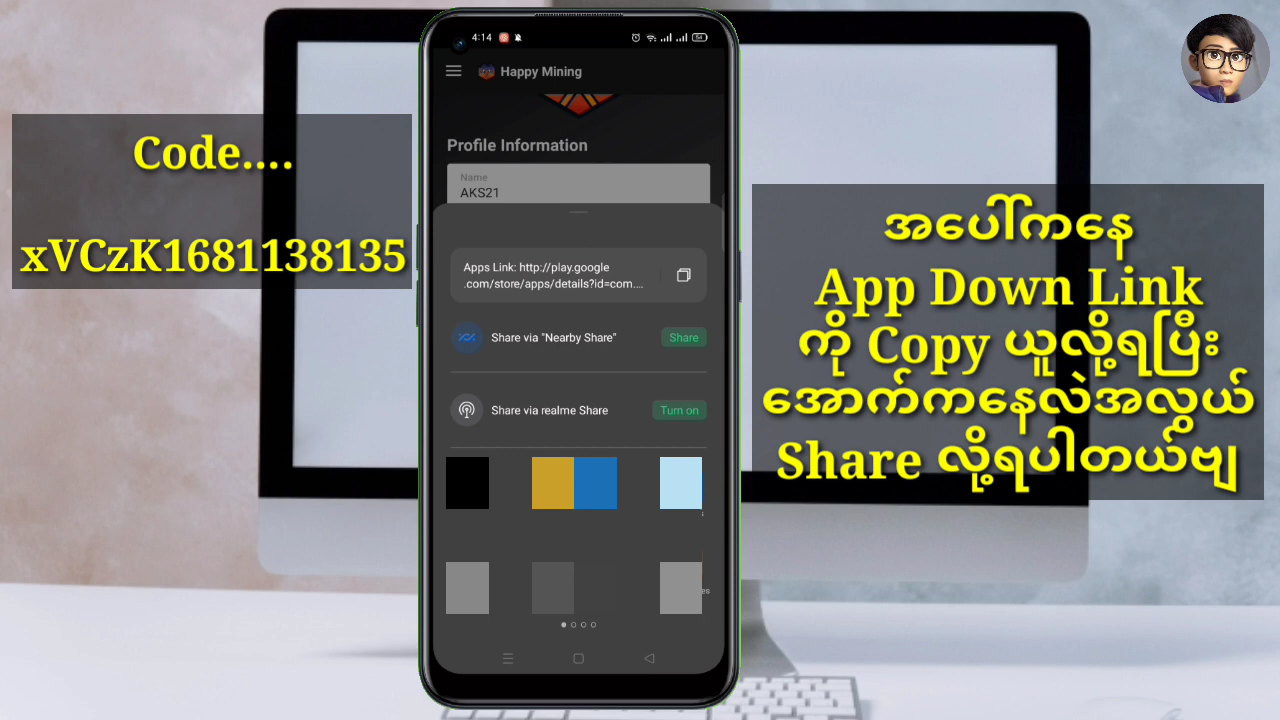 Code....
xVCzK1681138135
4:14
54
Happy Mining
Profile Information
Name
AKS21
Apps Link: http://play.google
.com/store/apps/details?id=com....
Share via "Nearby Share"
Share
Share via realme Share
Turn on
es
အပေါ်ကနေ
App Down Link
ကို Copy ယူလို့ရပြီး
အောက်ကနေလဲအလွယ်
Share လို့ရပါတယ်ဗျ